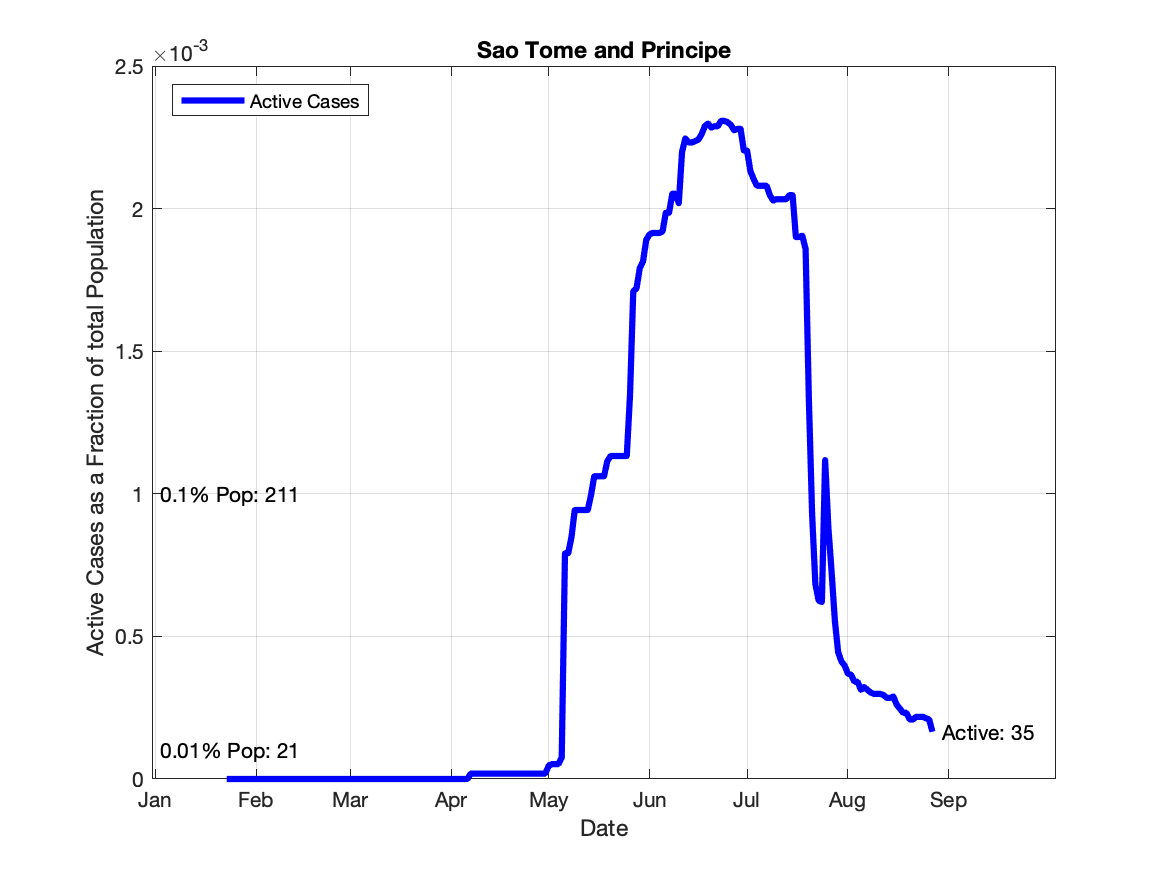 Sao Tome and Principe
×10-3
Active Cases
2.5
2
1.5
1
0.5
0
Active Cases as a Fraction of total Population
0.1% Pop: 211
0.01% Pop: 21
Active: 35
Jan Feb Mar Apr May Jun Jul Aug Sep
Date